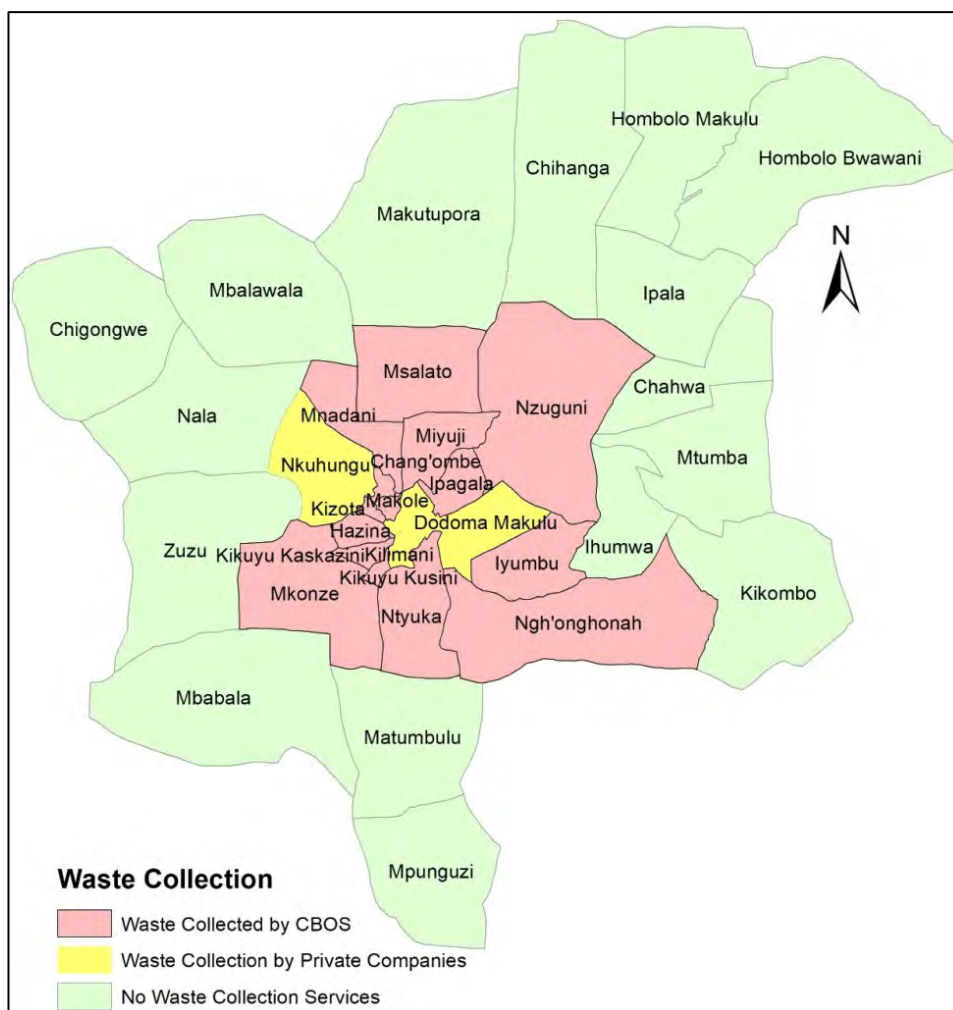 Hombolo Makulu
Hombolo Bwawani
Chihanga
Makutupora
N
Mbalawala
Ipala
Chigongwe
Msalato
Chahwa
Nzuguni
Nala
Mnadani
Miyuji
Mtumba
Chang'ombe
Nkuhungu
Ipagala
Makole
Kizota
Dodoma Makulu
Hazina
Ihumwa
Zuzu
Kikuyu Kaskazini
Kilimani
Iyumbu
Kikuyu Kusini
Mkonze
Kikombo
Ntyuka
Ngh'onghonah
Mbabala
Matumbulu
Mpunguzi
Waste Collection
Waste Collected by CBOS
Waste Collection by Private Companies
No Waste Collection Services